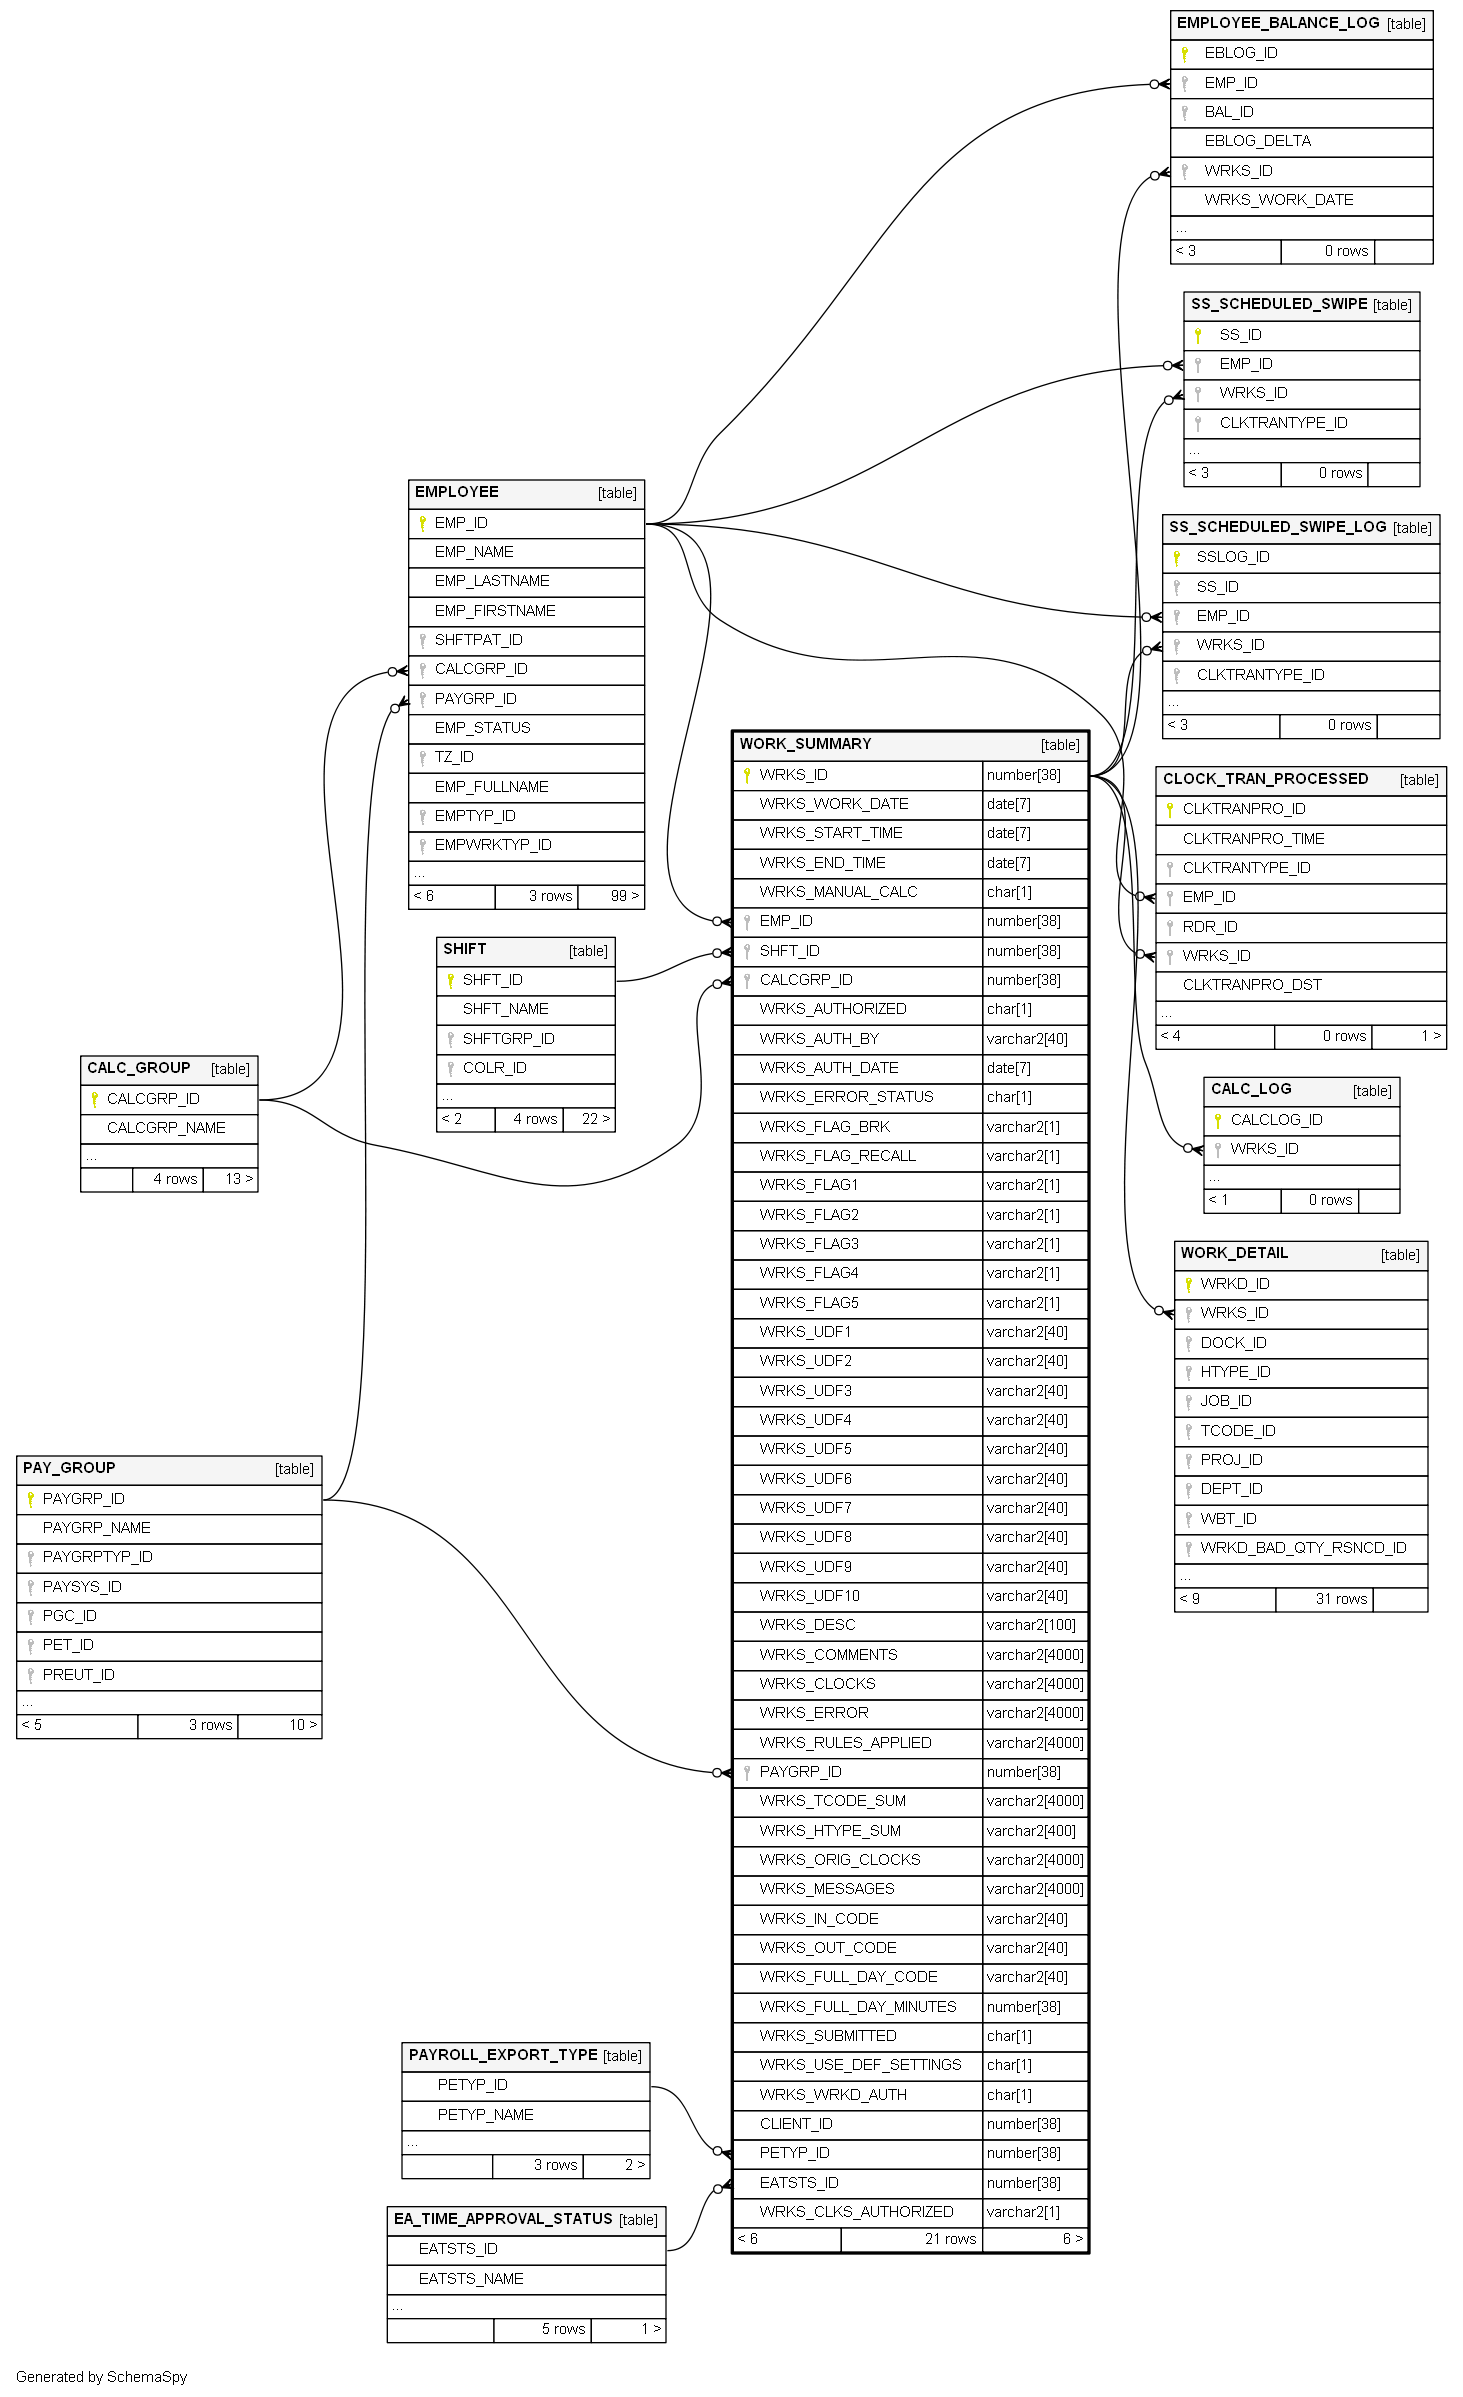 EMPLOYEE_BALANCE_LOG [table]
EBLOG_ID
EMP_ID
BAL_ID
EBLOG_DELTA
WRKS_ID
WRKS_WORK_DATE
...
< 3 0 rows
SS_SCHEDULED_SWIPE [table]
SS_ID
EMP_ID
WRKS_ID
CLKTRANTYPE_ID
...
< 3 0 rows
SS_SCHEDULED_SWIPE_LOG [table]
SSLOG_ID
SS_ID
EMP_ID
WRKS_ID
CLKTRANTYPE_ID
...
< 3 0 rows
EMPLOYEE [table]
EMP_ID
EMP_NAME
EMP_LASTNAME
EMP_FIRSTNAME
SHFTPAT_ID
CALCGRP_ID
PAYGRP_ID
EMP_STATUS
TZ_ID
EMP_FULLNAME
EMPTYP_ID
EMPWRKTYP_ID
...
< 6 3 rows 99 >
SHIFT [table]
SHFT_ID
SHFT_NAME
SHFTGRP_ID
COLR_ID
...
< 2 4 rows 22 >
CALC_GROUP [table]
CALCGRP_ID
CALCGRP_NAME
...
4 rows 13 >
PAY_GROUP [table]
PAYGRP_ID
PAYGRP_NAME
PAYGRPTYP_ID
PAYSYS_ID
PGC_ID
PET_ID
PREUT_ID
...
< 5 3 rows 10 >
WORK_SUMMARY [table]
WRKS_ID number[38]
WRKS_WORK_DATE date[7]
WRKS_START_TIME date[7]
WRKS_END_TIME date[7]
WRKS_MANUAL_CALC char[1]
EMP_ID number[38]
SHFT_ID number[38]
CALCGRP_ID number[38]
WRKS_AUTHORIZED char[1]
WRKS_AUTH_BY varchar2[40]
WRKS_AUTH_DATE date[7]
WRKS_ERROR_STATUS char[1]
WRKS_FLAG_BRK varchar2[1]
WRKS_FLAG_RECALL varchar2[1]
WRKS_FLAG1 varchar2[1]
WRKS_FLAG2 varchar2[1]
WRKS_FLAG3 varchar2[1]
WRKS_FLAG4 varchar2[1]
WRKS_FLAG5 varchar2[1]
WRKS_UDF1 varchar2[40]
WRKS_UDF2 varchar2[40]
WRKS_UDF3 varchar2[40]
WRKS_UDF4 varchar2[40]
WRKS_UDF5 varchar2[40]
WRKS_UDF6 varchar2[40]
WRKS_UDF7 varchar2[40]
WRKS_UDF8 varchar2[40]
WRKS_UDF9 varchar2[40]
WRKS_UDF10 varchar2[40]
WRKS_DESC varchar2[100]
WRKS_COMMENTS varchar2[4000]
WRKS_CLOCKS varchar2[4000]
WRKS_ERROR varchar2[4000]
WRKS_RULES_APPLIED varchar2[4000]
PAYGRP_ID number[38]
WRKS_TCODE_SUM varchar2[4000]
WRKS_HTYPE_SUM varchar2[400]
WRKS_ORIG_CLOCKS varchar2[4000]
WRKS_MESSAGES varchar2[4000]
WRKS_IN_CODE varchar2[40]
WRKS_OUT_CODE varchar2[40]
WRKS_FULL_DAY_CODE varchar2[40]
WRKS_FULL_DAY_MINUTES number[38]
WRKS_SUBMITTED char[1]
WRKS_USE_DEF_SETTINGS char[1]
WRKS_WRKD_AUTH char[1]
CLIENT_ID number[38]
PETYP_ID number[38]
EATSTS_ID number[38]
WRKS_CLKS_AUTHORIZED varchar2[1]
< 6 21 rows 6 >
CLOCK_TRAN_PROCESSED [table]
CLKTRANPRO_ID
CLKTRANPRO_TIME
CLKTRANTYPE_ID
EMP_ID
RDR_ID
WRKS_ID
CLKTRANPRO_DST
...
< 4 0 rows 1 >
CALC_LOG [table]
CALCLOG_ID
WRKS_ID
...
< 1 0 rows
WORK_DETAIL [table]
WRKD_ID
WRKS_ID
DOCK_ID
HTYPE_ID
JOB_ID
TCODE_ID
PROJ_ID
DEPT_ID
WBT_ID
WRKD_BAD_QTY_RSNCD_ID
...
< 9 31 rows
PAYROLL_EXPORT_TYPE [table]
PETYP_ID
PETYP_NAME
...
3 rows 2 >
EA_TIME_APPROVAL_STATUS [table]
EATSTS_ID
EATSTS_NAME
...
5 rows 1 >
Generated by SchemaSpy